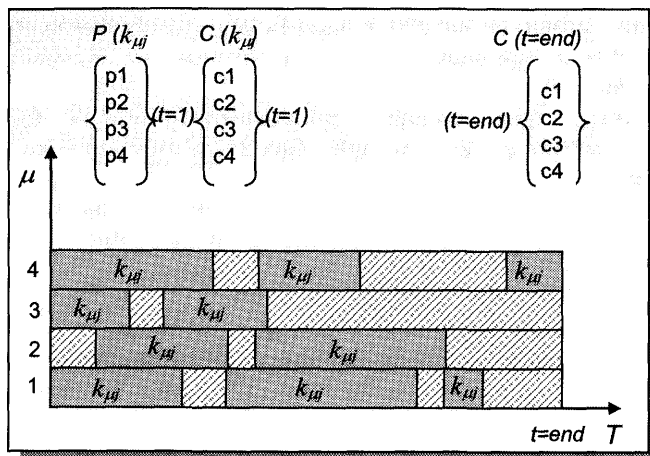 P (kμj) C (kμj) C (t=end)
p1 c1 c1
p2 c2 c2
p3 (t=1) c3 (t=1) (t=end) c3
p4 c4 c4
μ
4 kμj kμj kμj
3 kμj kμj
2 kμj kμj
1 kμj kμj kμj
t=end T